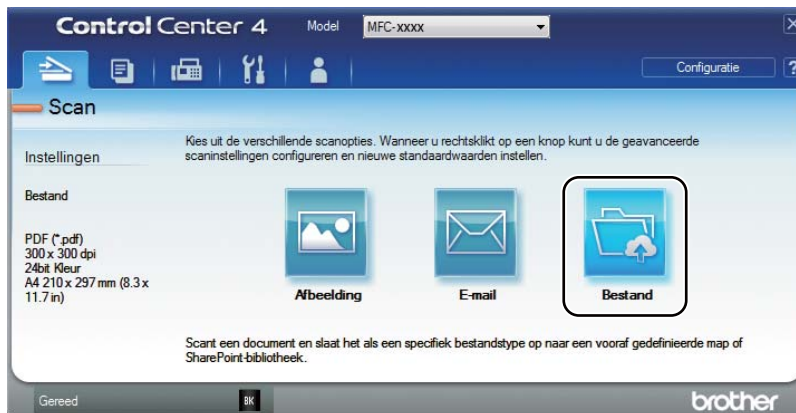 Control Center 4
Model
MFC-xxxx
Configuratie
?
Scan
Kies uit de verschillende scanopties. Wanneer u rechtsklikt op een knop kunt u de geavanceerde
scaninstellingen configureren en nieuwe standaardwaarden instellen.
Instellingen
Bestand
PDF (*.pdf)
300 x 300 dpi
24bit Kleur
A4 210 x 297 mm (8.3 x
11.7 in)
Afbeelding
E-mail
Bestand
Scant een document en slaat het als een specifiek bestandstype op naar een vooraf gedefinieerde map of
SharePoint-bibliotheek.
Gereed
BK
brother